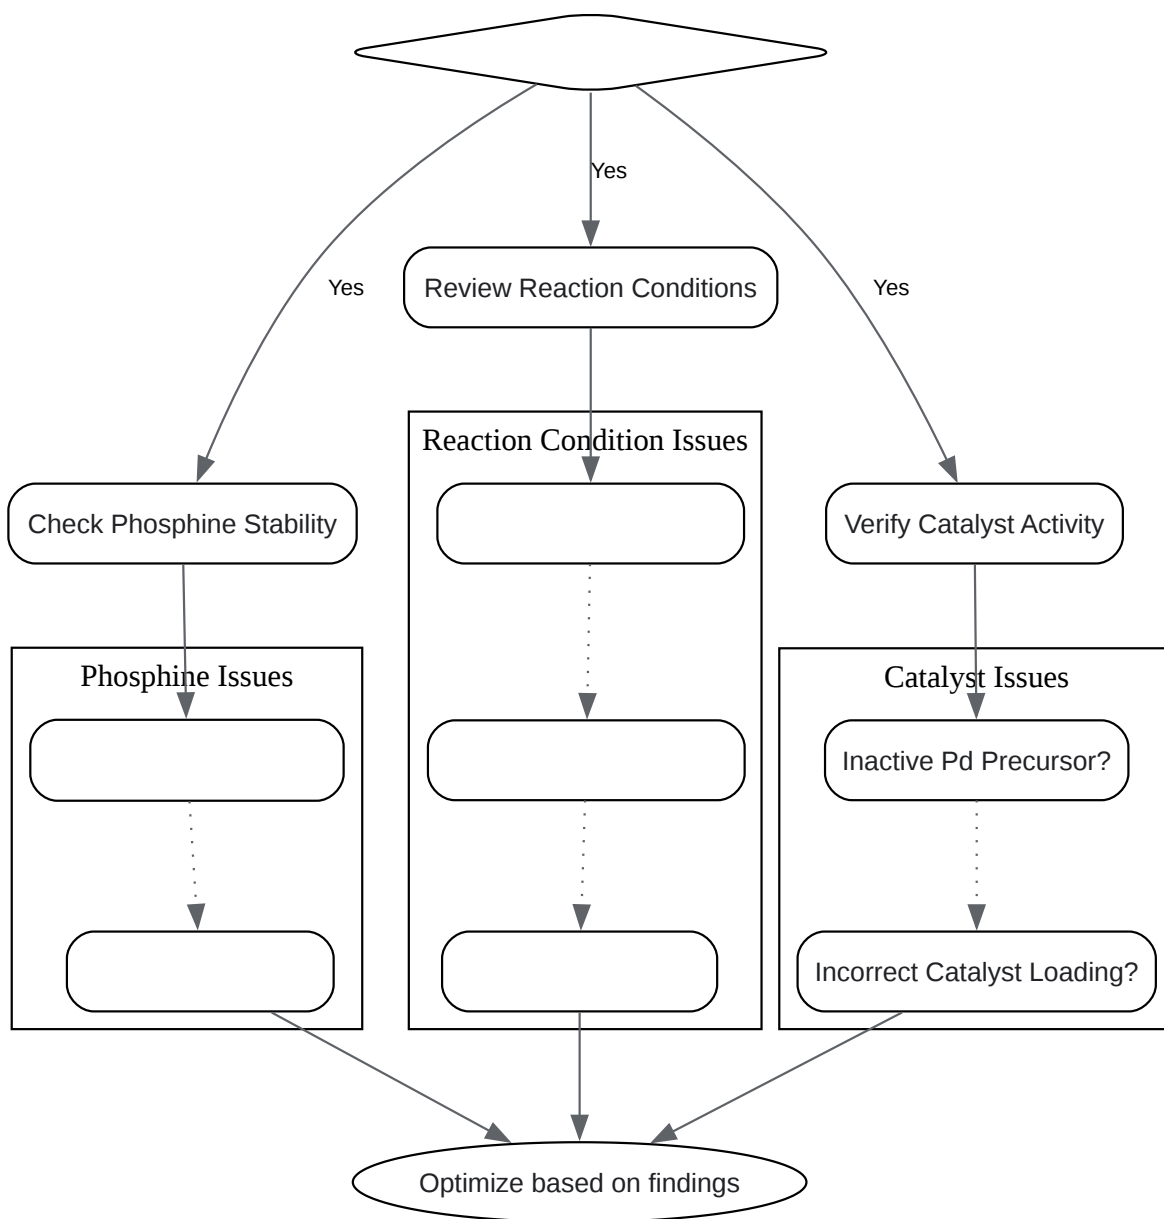 Yes
Yes
Review Reaction Conditions
Yes
Reaction Condition Issues
Check Phosphine Stability
Verify Catalyst Activity
Phosphine Issues
Catalyst Issues
Inactive Pd Precursor?
Incorrect Catalyst Loading?
Optimize based on findings